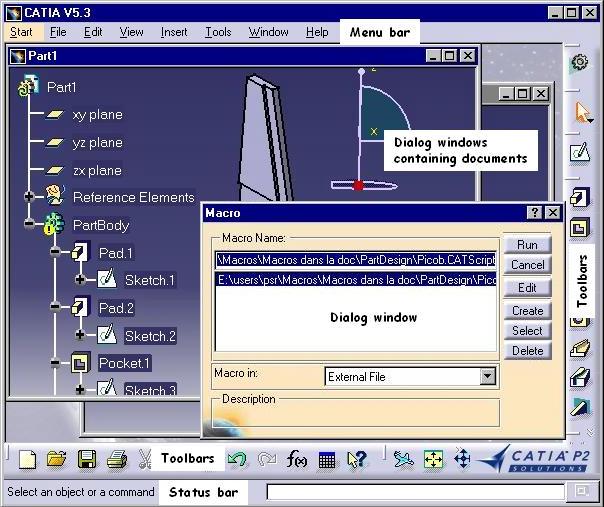 CATIA V5.3
Start File Edit View Insert Tools Window Help Menu bar
Part1
Part1
xy plane
yz plane
zx plane
Reference Elements
PartBody
Pad.1
Sketch.1
Pad.2
Sketch.2
Pocket.1
Sketch.3
z
x
Dialog windows
containing documents
Macro
Macro Name:
\Macros\Macros dans la doc\PartDesign\Picob.CATScript
E:\users\psr\Macros\Macros dans la doc\PartDesign\Pico
Dialog window
Macro in:
External File
Description
Run
Cancel
Edit
Create
Select
Delete
Toolbars
Toolbars
f(x)
CATIA P2
SOLUTIONS
Select an object or a command Status bar